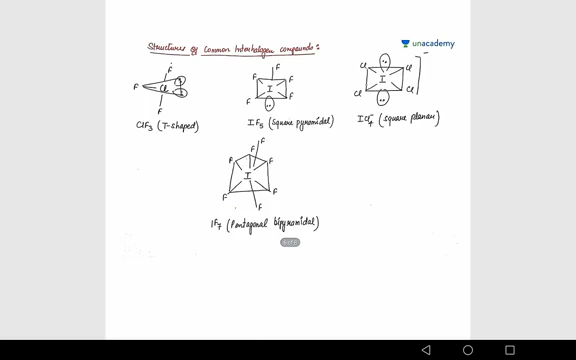 Structures of Common Interhalogen compounds:
unacademy
F
F
Cl
F
ClF3 (T-shaped)
F
F
F
I
F
F
IF5 (Square pyramidal)
Cl
Cl
I
Cl
Cl
-
ICl4- (square planar)
F
F
F
F
I
F
F
F
IF7 (Pentagonal bipyramidal)